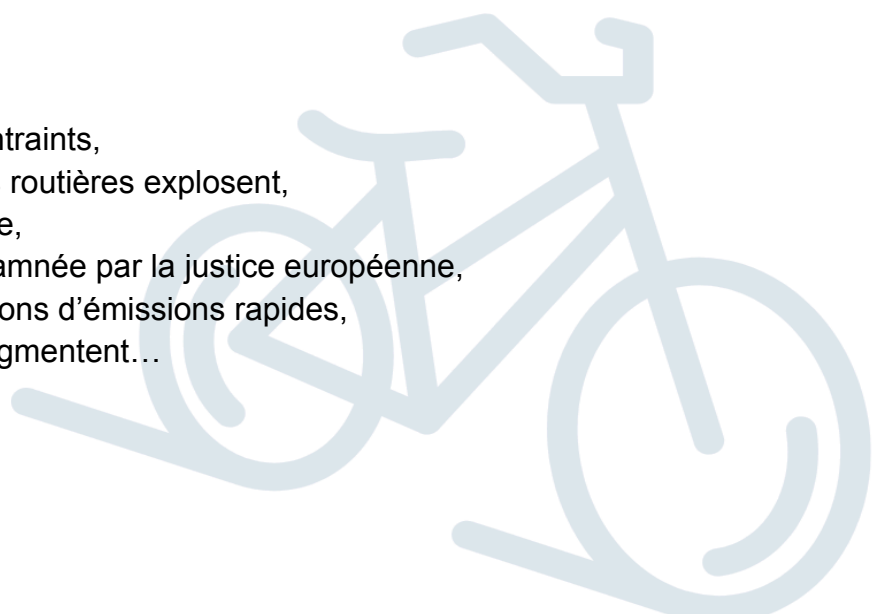 ntraints,
routières explosent,
e,
amnée par la justice européenne,
ons d’émissions rapides,
gmentent…